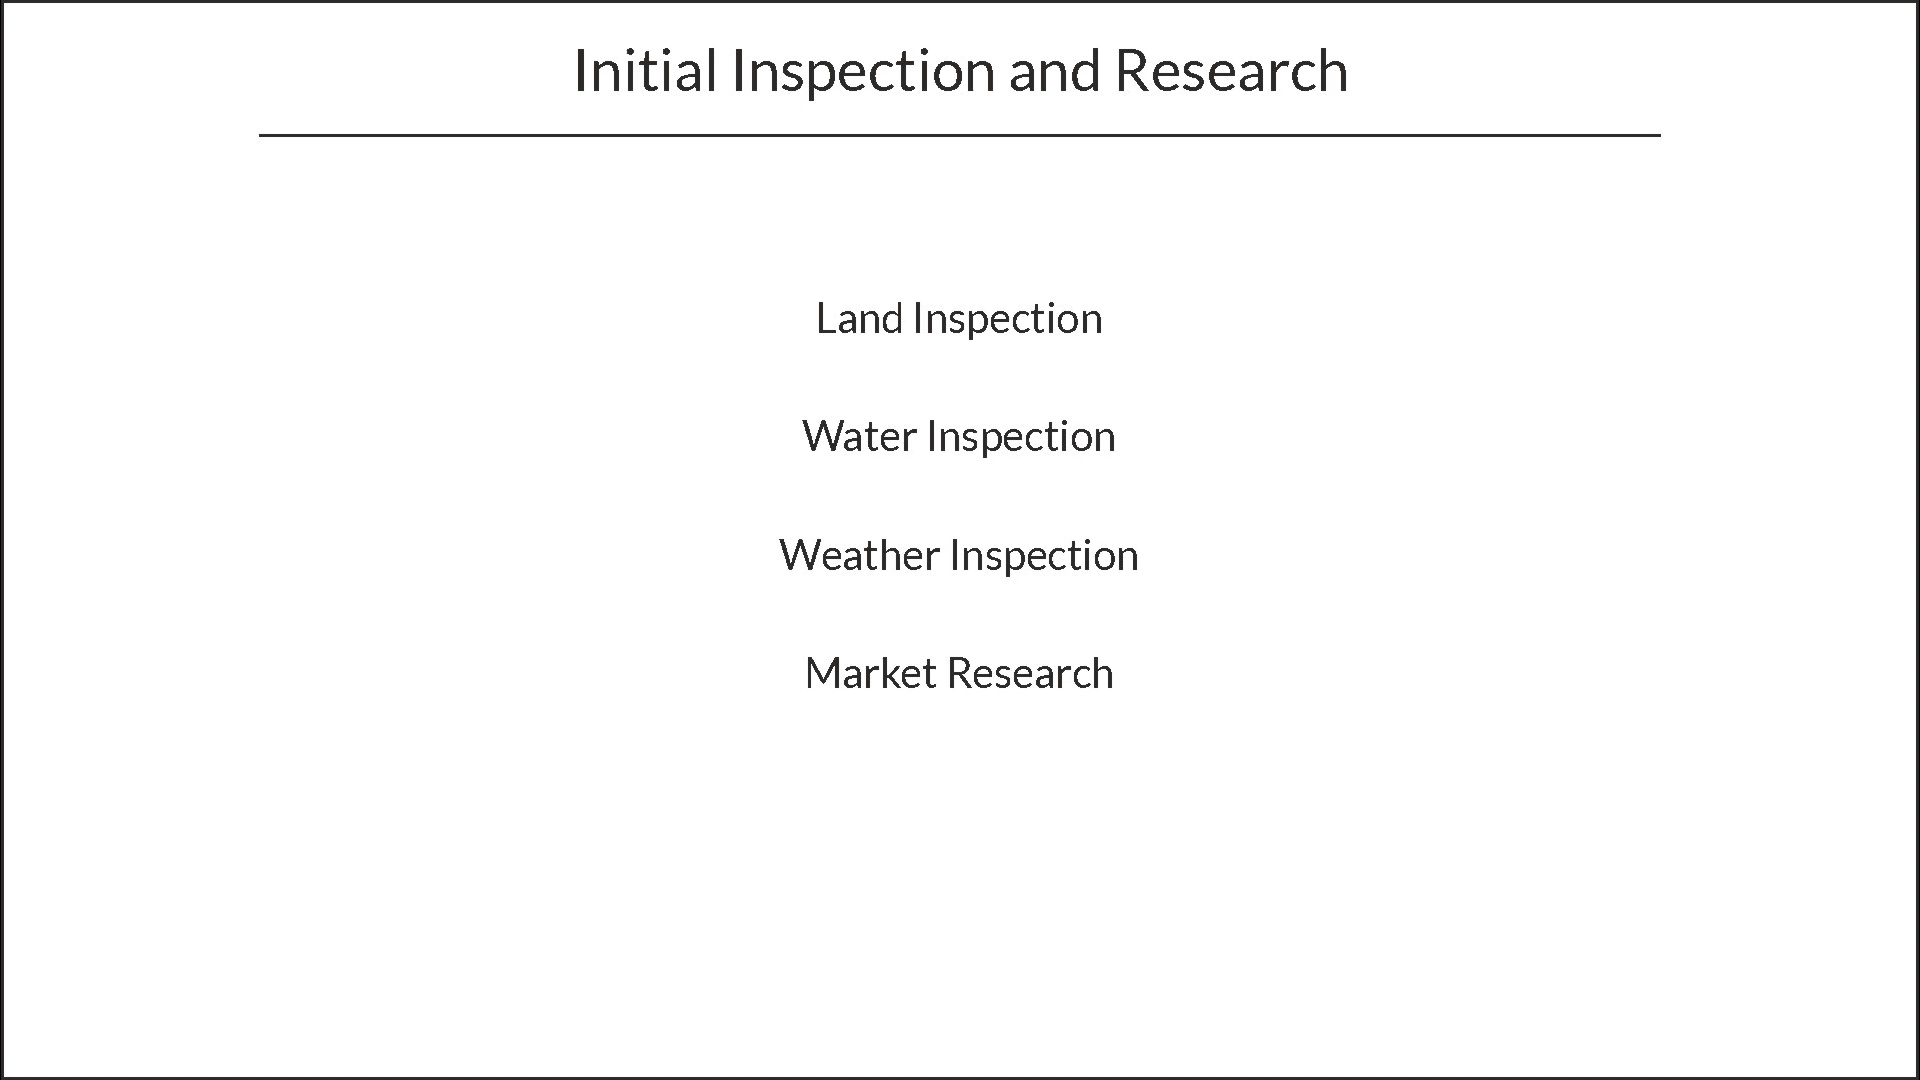 Initial Inspection and Research
Land Inspection
Water Inspection
Weather Inspection
Market Research